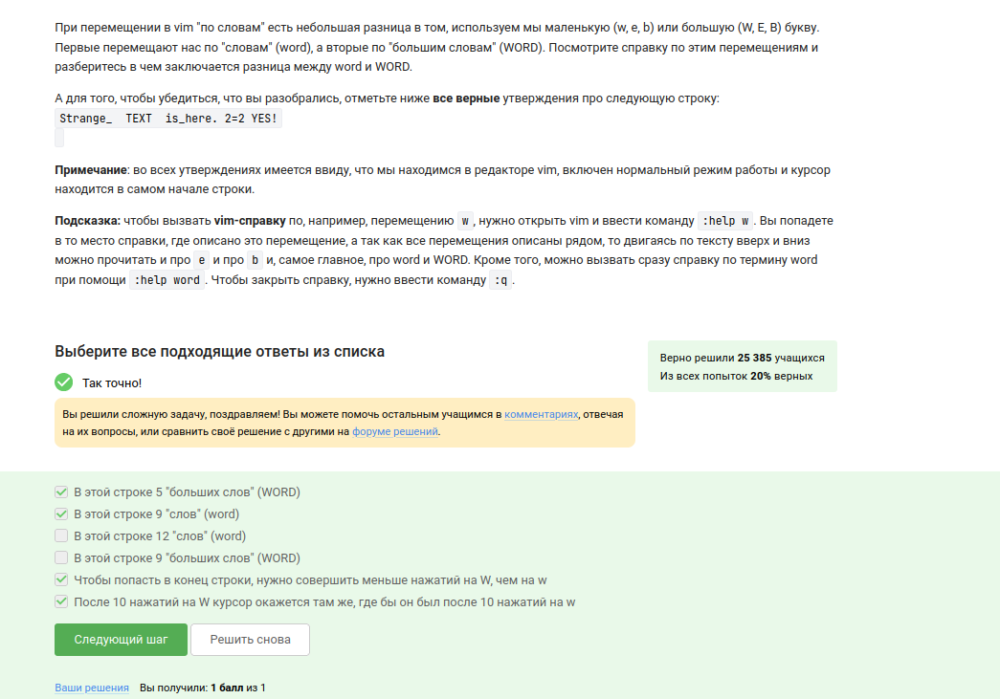 При перемещении в vim "по словам" есть небольшая разница в том, используем мы маленькую (w, e, b) или большую (W, E, B) букву.
Первые перемещают нас по "словам" (word), а вторые по "большим словам" (WORD). Посмотрите справку по этим перемещениям и
разберитесь в чем заключается разница между word и WORD.
А для того, чтобы убедиться, что вы разобрались, отметьте ниже все верные утверждения про следующую строку:
Strange_  TEXT  is_here. 2=2 YES!
Примечание: во всех утверждениях имеется ввиду, что мы находимся в редакторе vim, включен нормальный режим работы и курсор
находится в самом начале строки.
Подсказка: чтобы вызвать vim-справку по, например, перемещению w, нужно открыть vim и ввести команду :help w. Вы попадете
в то место справки, где описано это перемещение, а так как все перемещения описаны рядом, то двигаясь по тексту вверх и вниз
можно прочитать и про e и про b и, самое главное, про word и WORD. Кроме того, можно вызвать сразу справку по термину word
при помощи :help word. Чтобы закрыть справку, нужно ввести команду :q.
Выберите все подходящие ответы из списка
Верно решили 25 385 учащихся
Из всех попыток 20% верных
Так точно!
Вы решили сложную задачу, поздравляем! Вы можете помочь остальным учащимся в комментариях, отвечая
на их вопросы, или сравнить своё решение с другими на форуме решений.
В этой строке 5 "больших слов" (WORD)
В этой строке 9 "слов" (word)
В этой строке 12 "слов" (word)
В этой строке 9 "больших слов" (WORD)
Чтобы попасть в конец строки, нужно совершить меньше нажатий на W, чем на w
После 10 нажатий на W курсор окажется там же, где бы он был после 10 нажатий на w
Следующий шаг
Решить снова
Ваши решения Вы получили: 1 балл из 1